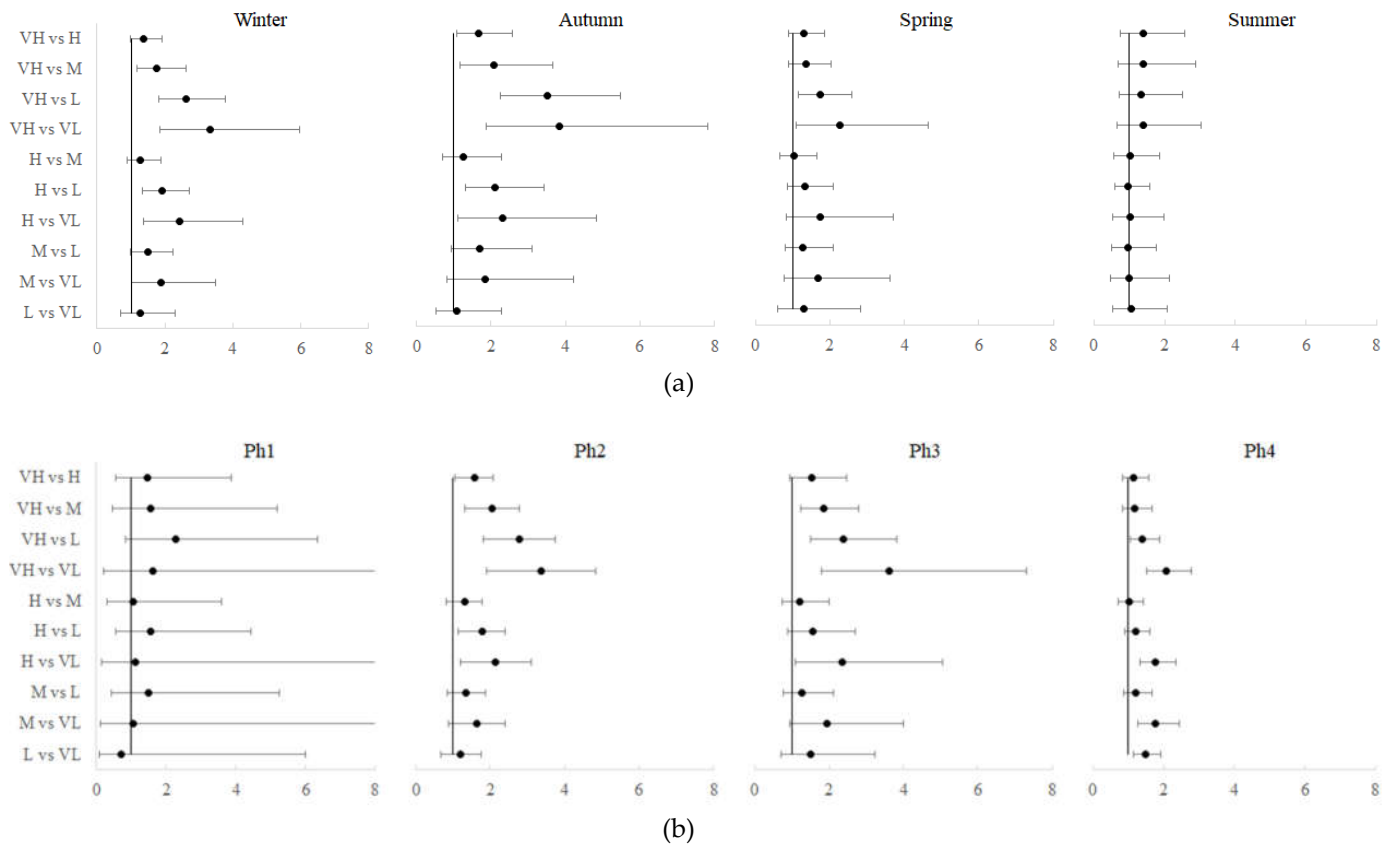 Winter Autumn Spring Summer
VH vs H
VH vs M
VH vs L
VH vs VL
H vs M
H vs L
H vs VL
M vs L
M vs VL
L vs VL
0 2 4 6 8 0 2 4 6 8 0 2 4 6 8 0 2 4 6 8
(a)
Ph1 Ph2 Ph3 Ph4
VH vs H
VH vs M
VH vs L
VH vs VL
H vs M
H vs L
H vs VL
M vs L
M vs VL
L vs VL
0 2 4 6 8 0 2 4 6 8 0 2 4 6 8 0 2 4 6 8
(b)